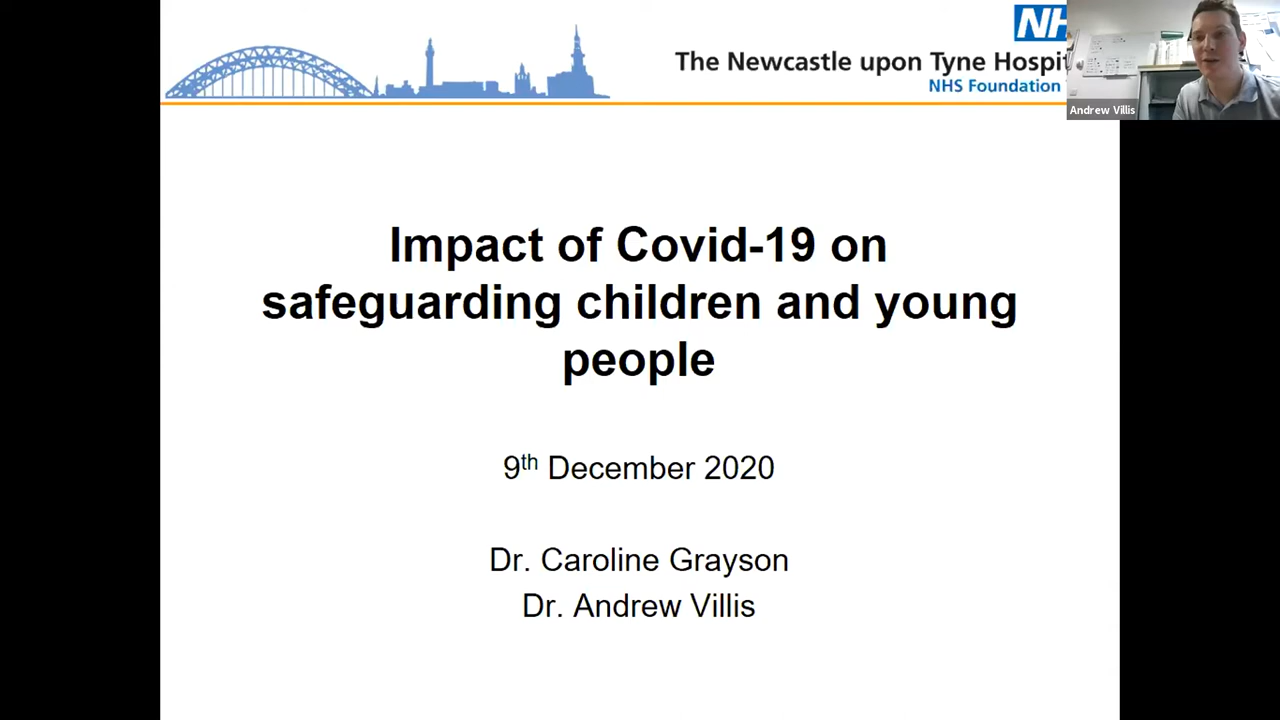 NH
The Newcastle upon Tyne Hospit
NHS Foundation
Andrew Villis
Impact of Covid-19 on
safeguarding children and young
people
9th December 2020
Dr. Caroline Grayson
Dr. Andrew Villis